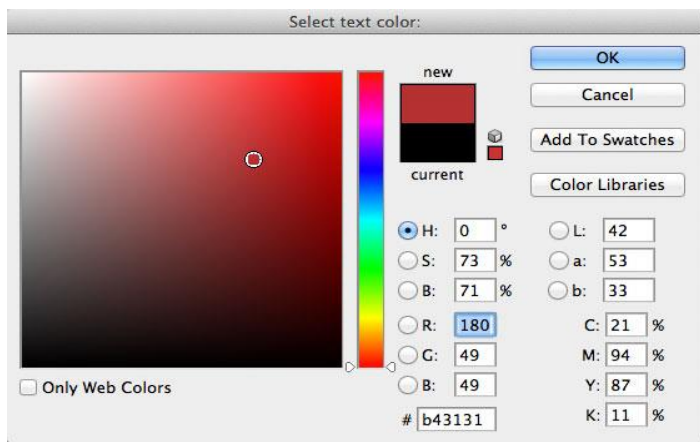 Select text color:
new
current
OK
Cancel
Add To Swatches
Color Libraries
H: 0 °
S: 73 %
B: 71 %
R: 180
G: 49
B: 49
# b43131
L: 42
a: 53
b: 33
C: 21 %
M: 94 %
Y: 87 %
K: 11 %
Only Web Colors